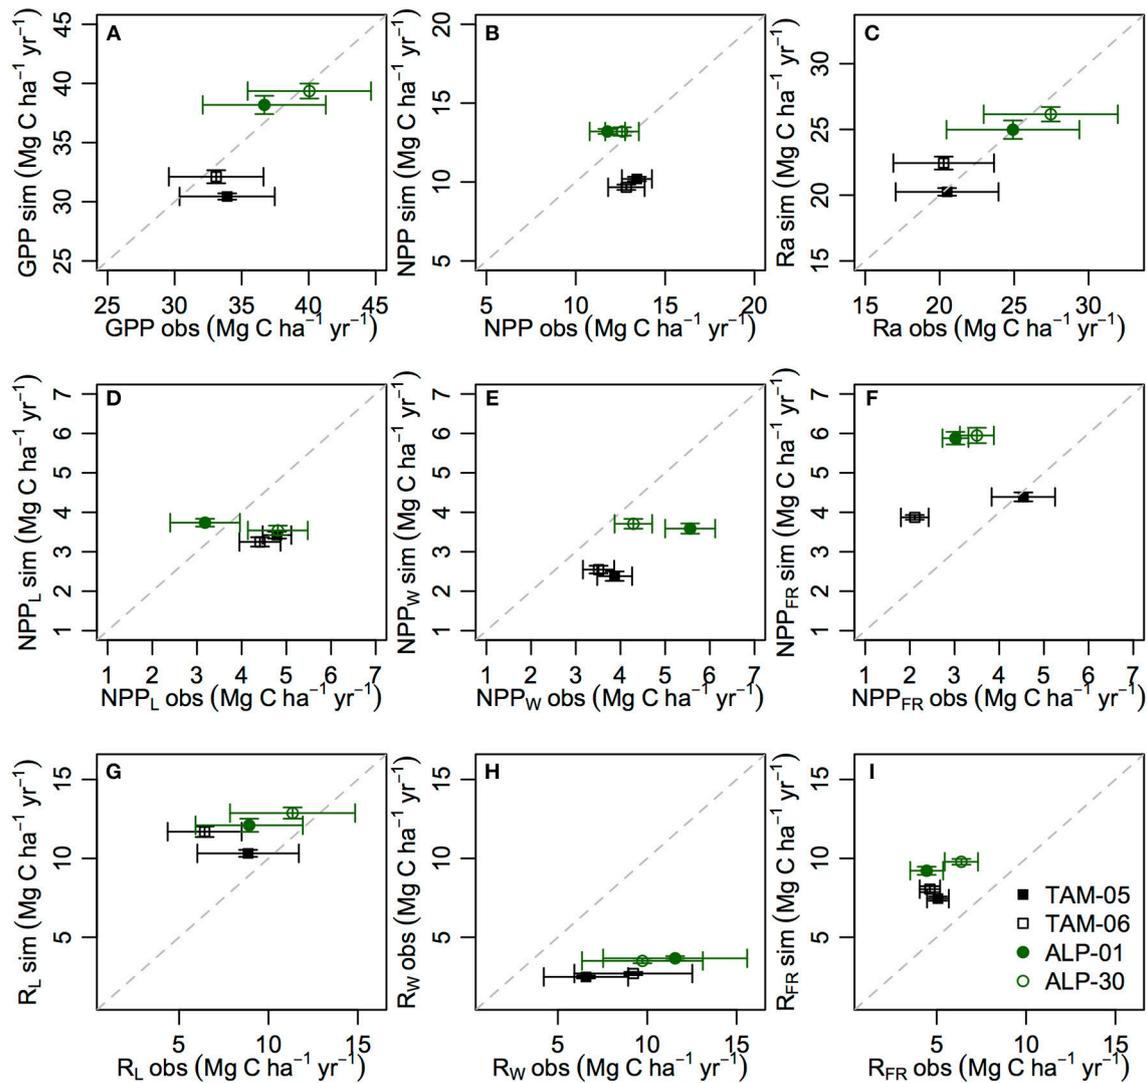 A
GPP sim (Mg C ha⁻¹ yr⁻¹)
45
40
35
30
25
25 30 35 40 45
GPP obs (Mg C ha⁻¹ yr⁻¹)
B
NPP sim (Mg C ha⁻¹ yr⁻¹)
20
15
10
5
5 10 15 20
NPP obs (Mg C ha⁻¹ yr⁻¹)
C
Ra sim (Mg C ha⁻¹ yr⁻¹)
30
25
20
15
15 20 25 30
Ra obs (Mg C ha⁻¹ yr⁻¹)
D
NPP_L sim (Mg C ha⁻¹ yr⁻¹)
7
6
5
4
3
2
1
1 2 3 4 5 6 7
NPP_L obs (Mg C ha⁻¹ yr⁻¹)
E
NPP_W sim (Mg C ha⁻¹ yr⁻¹)
7
6
5
4
3
2
1
1 2 3 4 5 6 7
NPP_W obs (Mg C ha⁻¹ yr⁻¹)
F
NPP_FR sim (Mg C ha⁻¹ yr⁻¹)
7
6
5
4
3
2
1
1 2 3 4 5 6 7
NPP_FR obs (Mg C ha⁻¹ yr⁻¹)
G
R_L sim (Mg C ha⁻¹ yr⁻¹)
15
10
5
5 10 15
R_L obs (Mg C ha⁻¹ yr⁻¹)
H
R_W obs (Mg C ha⁻¹ yr⁻¹)
15
10
5
5 10 15
R_W obs (Mg C ha⁻¹ yr⁻¹)
I
R_FR sim (Mg C ha⁻¹ yr⁻¹)
15
10
5
5 10 15
R_FR obs (Mg C ha⁻¹ yr⁻¹)
TAM-05
TAM-06
ALP-01
ALP-30